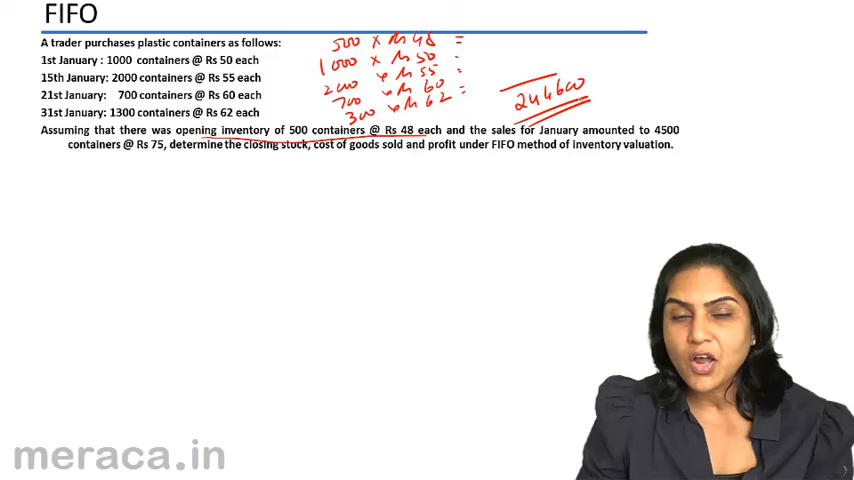 FIFO
A trader purchases plastic containers as follows:
1st January : 1000 containers @ Rs 50 each
15th January: 2000 containers @ Rs 55 each
21st January: 700 containers @ Rs 60 each
31st January: 1300 containers @ Rs 62 each
Assuming that there was opening inventory of 500 containers @ Rs 48 each and the sales for January amounted to 4500
containers @ Rs 75, determine the closing stock, cost of goods sold and profit under FIFO method of inventory valuation.
500 x Rs 48 =
1000 x Rs 50 =
2000 x Rs 55 =
700 x Rs 60
300 x Rs 62 =
244600
meraca.in